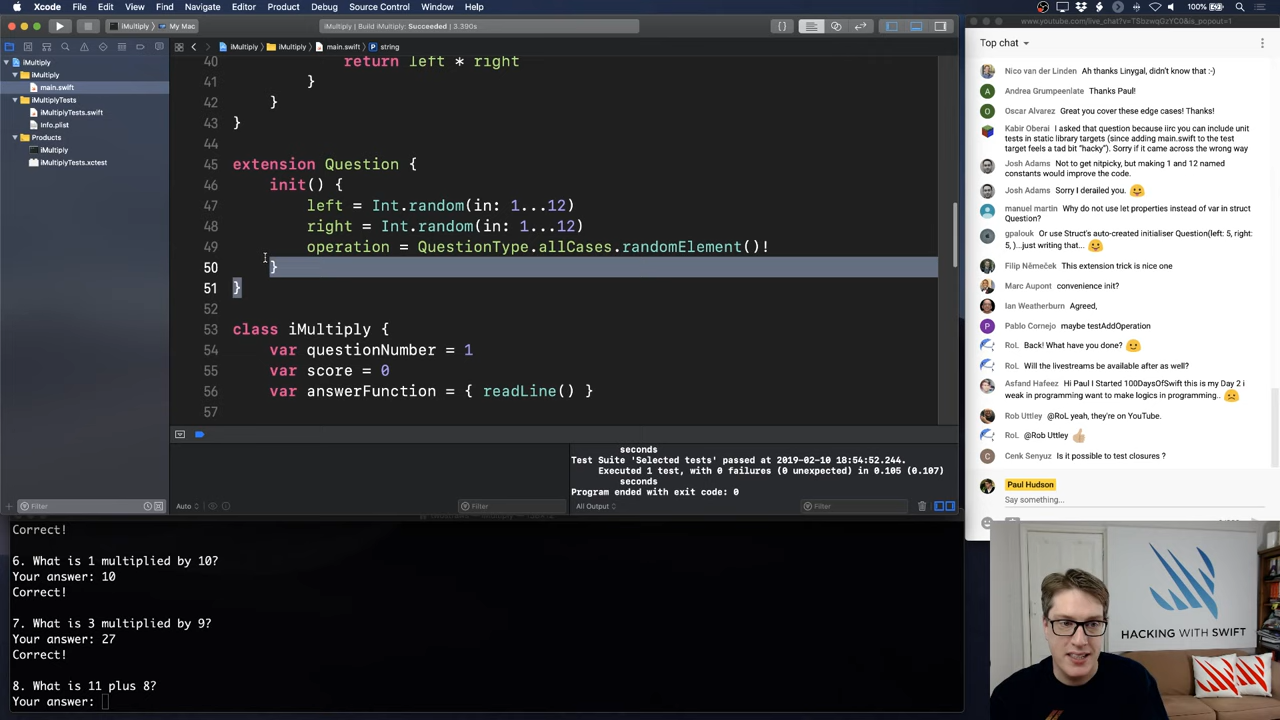 Xcode File Edit View Find Navigate Editor Product Debug Source Control Window Help
100%
iMultiply My Mac
iMultiply | Build iMultiply: Succeeded | 3.390s
iMultiply iMultiply main.swift string
iMultiply
iMultiply
main.swift
iMultiplyTests
iMultiplyTests.swift
Info.plist
Products
iMultiply
iMultiplyTests.xctest
Filter
40 return left * right
41 }
42 }
43 }
44
45 extension Question {
46 init() {
47 left = Int.random(in: 1...12)
48 right = Int.random(in: 1...12)
49 operation = QuestionType.allCases.randomElement()!
50 }
51 }
52
53 class iMultiply {
54 var questionNumber = 1
55 var score = 0
56 var answerFunction = { readLine() }
57
Auto
Filter
seconds
Test Suite 'Selected tests' passed at 2019-02-10 18:54:52.244.
Executed 1 test, with 0 failures (0 unexpected) in 0.105 (0.107)
seconds
Program ended with exit code: 0
All Output
Filter
Correct!
6. What is 1 multiplied by 10?
Your answer: 10
Correct!
7. What is 3 multiplied by 9?
Your answer: 27
Correct!
8. What is 11 plus 8?
Your answer:
Top chat
Nico van der Linden Ah thanks Linygal, didn't know that :-)
A Andrea Grumpeenlate Thanks Paul!
O Oscar Alvarez Great you cover these edge cases! Thanks!
Kabir Oberai I asked that question because iirc you can include unit
tests in static library targets (since adding main.swift to the test
target feels a tad bit "hacky"). Sorry if it came across the wrong way
Josh Adams Not to get nitpicky, but making 1 and 12 named
constants would improve the code.
Josh Adams Sorry I derailed you.
manuel martin Why do not use let properties instead of var in struct
Question?
gpalouk Or use Struct's auto-created initialiser Question(left: 5, right:
5, )...just writing that...
Filip Němeček This extension trick is nice one
Marc Aupont convenience init?
Ian Weatherburn Agreed,
P Pablo Cornejo maybe testAddOperation
RoL Back! What have you done?
RoL Will the livestreams be available after as well?
Asfand Hafeez Hi Paul I Started 100DaysOfSwift this is my Day 2 i
weak in programming want to make logics in programming..
Rob Uttley @RoL yeah, they're on YouTube.
RoL @Rob Uttley
C Cenk Senyuz Is it possible to test closures ?
Paul Hudson
Say something...
HACKING WITH SWIFT